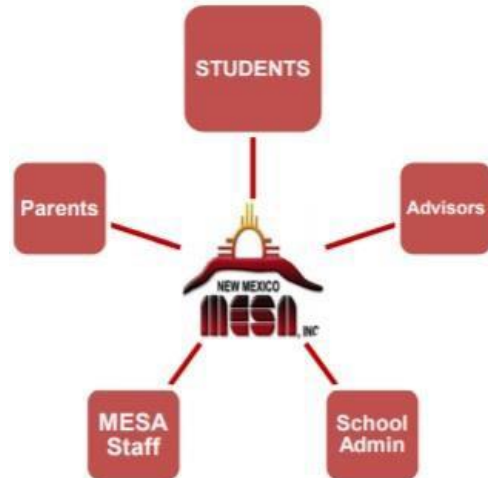 STUDENTS
Parents
Advisors
NEW MEXICO
MESA, INC
MESA
Staff
School
Admin